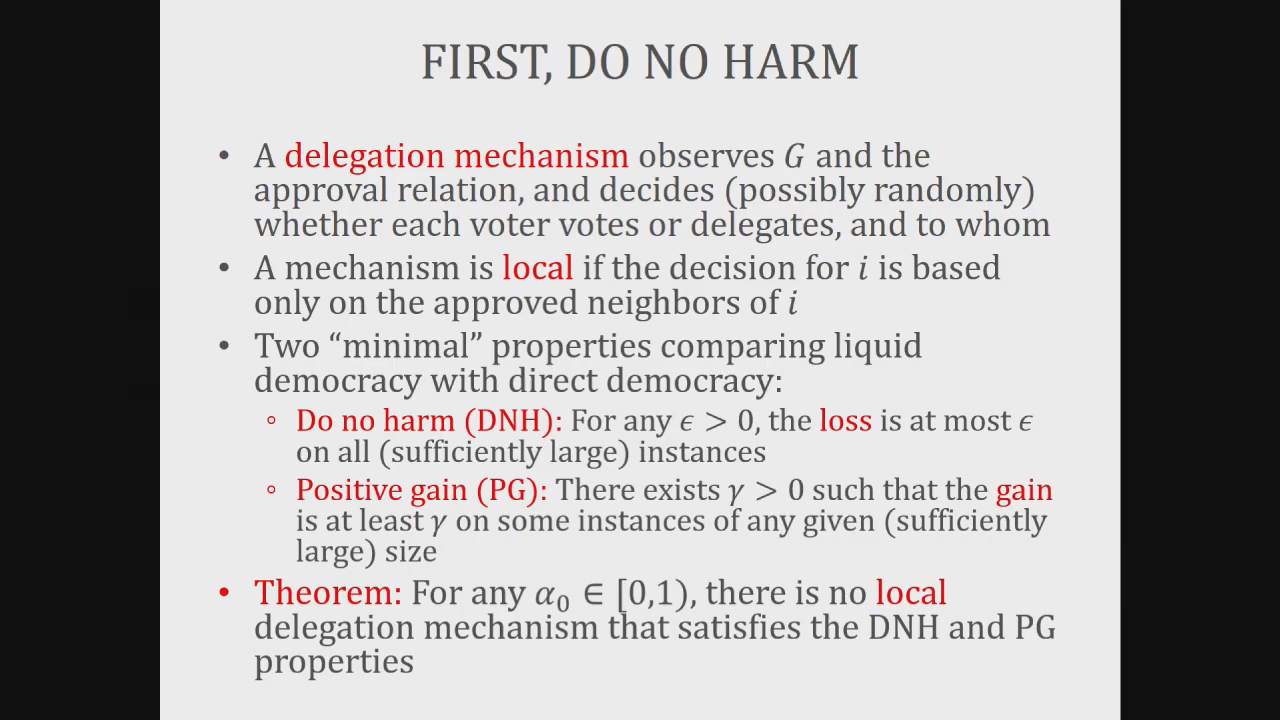 FIRST, DO NO HARM
• A delegation mechanism observes G and the
approval relation, and decides (possibly randomly)
whether each voter votes or delegates, and to whom
• A mechanism is local if the decision for i is based
only on the approved neighbors of i
• Two “minimal” properties comparing liquid
democracy with direct democracy:
◦ Do no harm (DNH): For any ϵ > 0, the loss is at most ϵ
on all (sufficiently large) instances
◦ Positive gain (PG): There exists γ > 0 such that the gain
is at least γ on some instances of any given (sufficiently
large) size
• Theorem: For any α₀ ∈ [0,1), there is no local
delegation mechanism that satisfies the DNH and PG
properties